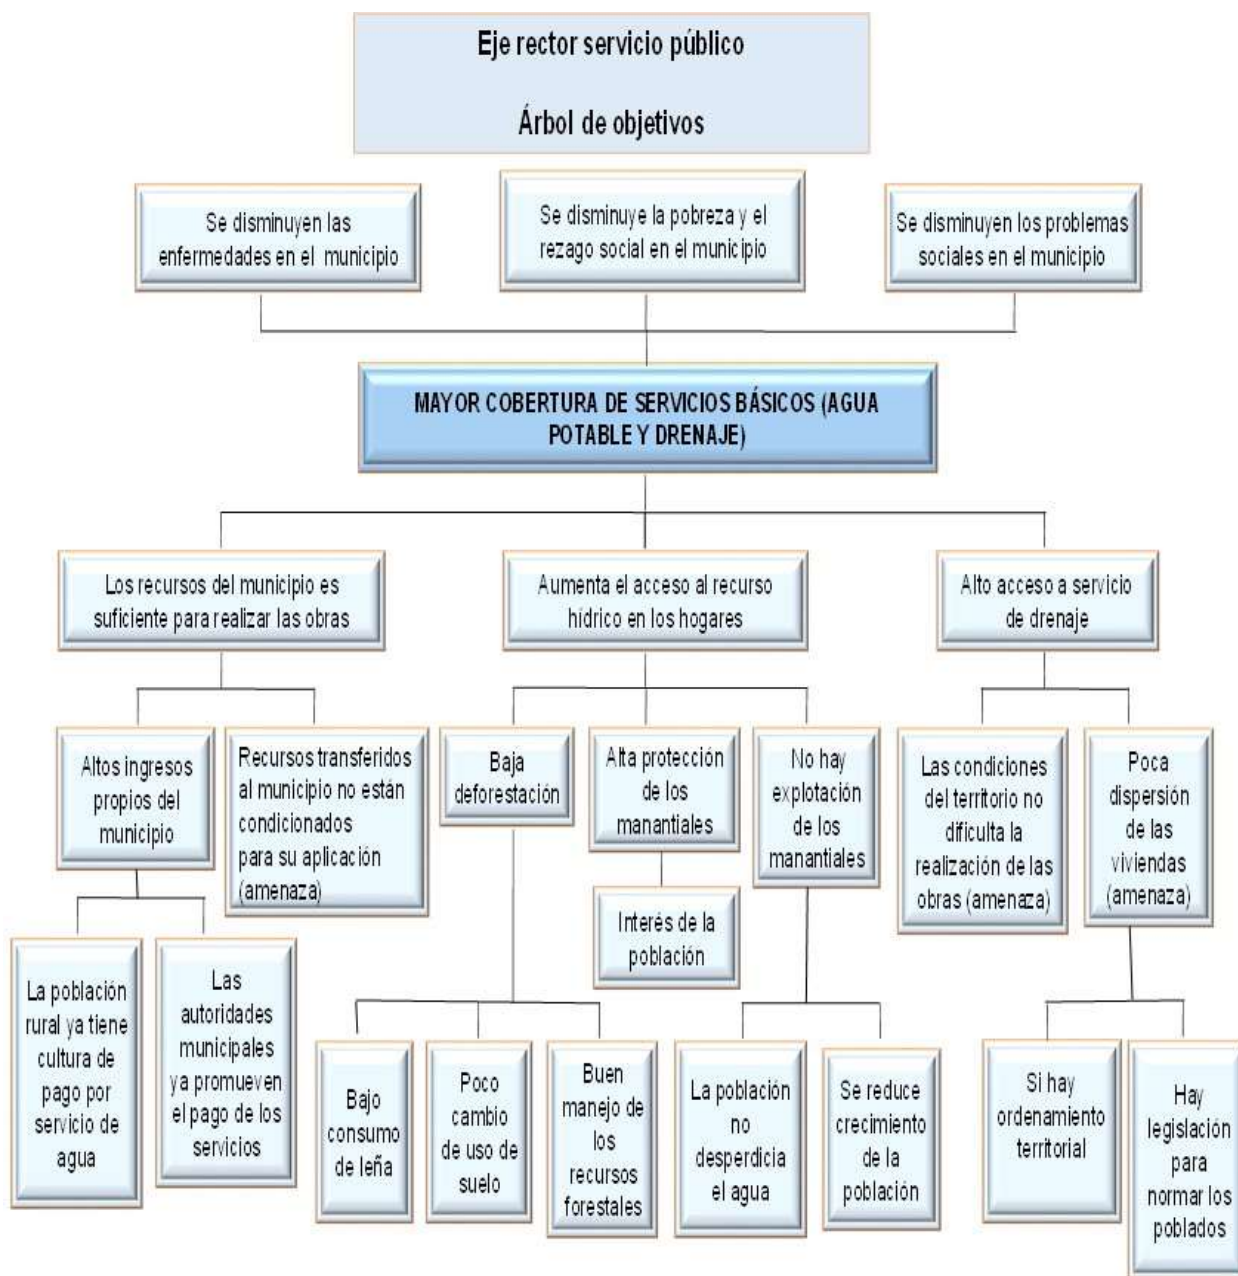 Eje rector servicio público
Árbol de objetivos
Se disminuyen las
enfermedades en el municipio
Se disminuye la pobreza y el
rezago social en el municipio
Se disminuyen los problemas
sociales en el municipio
MAYOR COBERTURA DE SERVICIOS BÁSICOS (AGUA
POTABLE Y DRENAJE)
Los recursos del municipio es
suficiente para realizar las obras
Aumenta el acceso al recurso
hídrico en los hogares
Alto acceso a servicio
de drenaje
Altos ingresos
propios del
municipio
Recursos transferidos
al municipio no están
condicionados
para su aplicación
(amenaza)
Baja
deforestación
Alta protección
de los
manantiales
No hay
explotación
de los
manantiales
Las condiciones
del territorio no
dificulta la
realización de las
obras (amenaza)
Poca
dispersión
de las
viviendas
(amenaza)
Interés de la
población
La población
rural ya tiene
cultura de
pago por
servicio de
agua
Las
autoridades
municipales
ya promueven
el pago de los
servicios
Bajo
consumo
de leña
Poco
cambio
de uso de
suelo
Buen
manejo de
los
recursos
forestales
La población
no
desperdicia
el agua
Se reduce
crecimiento
de la
población
Si hay
ordenamiento
territorial
Hay
legislación
para
normar los
poblados